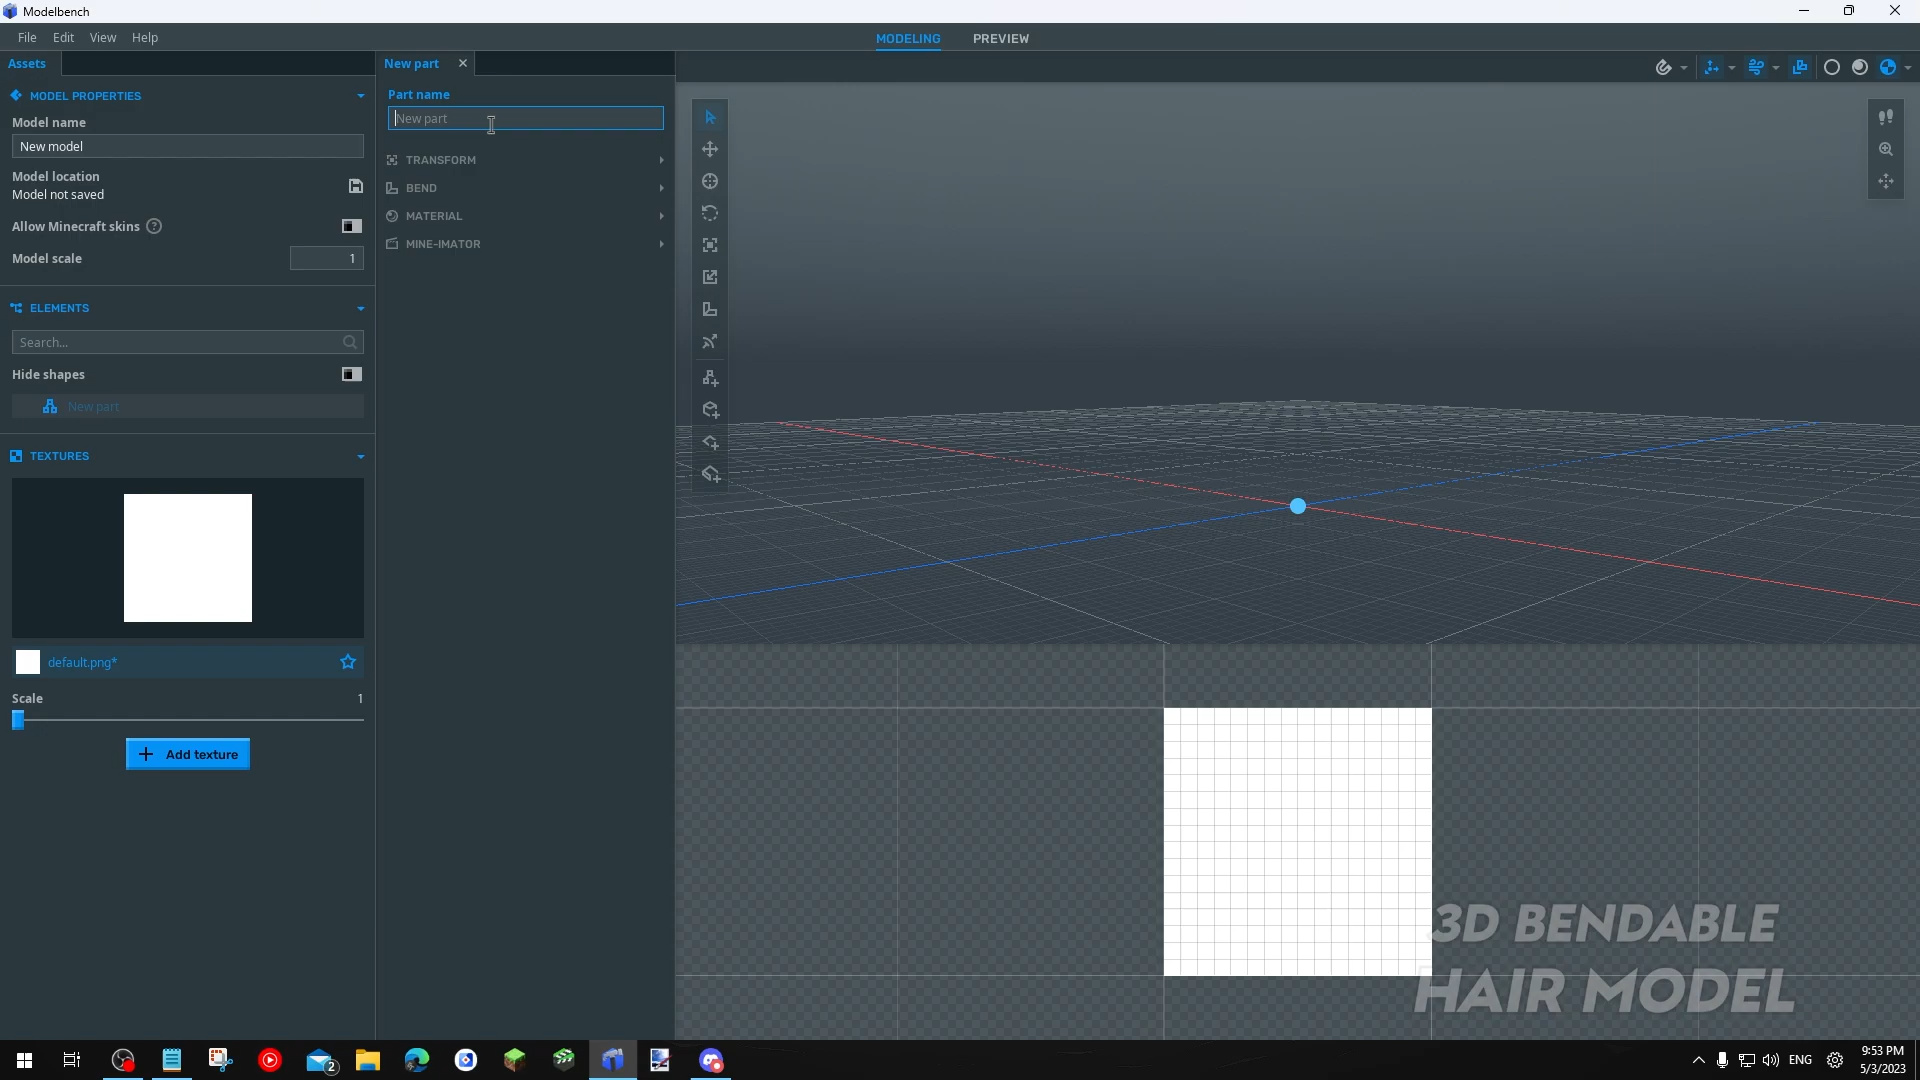 Modelbench
File Edit View Help
MODELING PREVIEW
Assets
New part
MODEL PROPERTIES
Model name
New model
Model location
Model not saved
Allow Minecraft skins ?
Model scale 1
ELEMENTS
Search...
Hide shapes
New part
TEXTURES
default.png*
Scale 1
Add texture
Part name
New part
TRANSFORM
BEND
MATERIAL
MINE-IMATOR
3D BENDABLE
HAIR MODEL
2
ENG
9:53 PM
5/3/2023